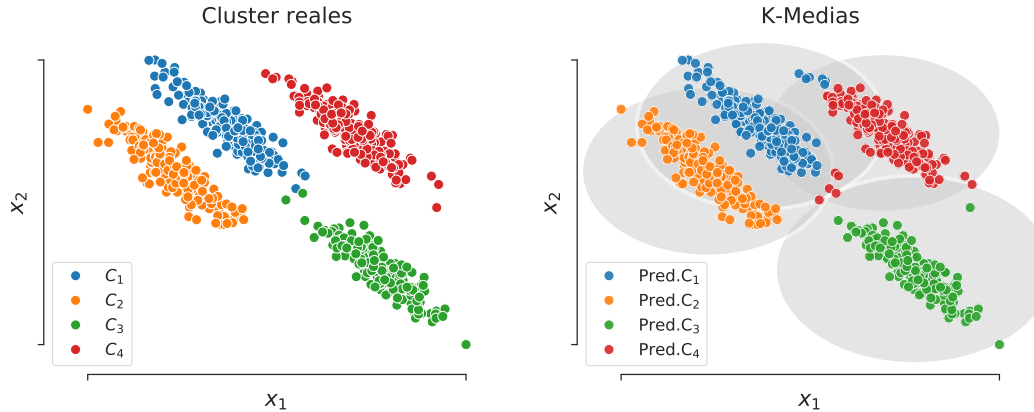 Cluster reales
x₂
C₁
C₂
C₃
C₄
x₁
K-Medias
x₂
Pred.C₁
Pred.C₂
Pred.C₃
Pred.C₄
x₁